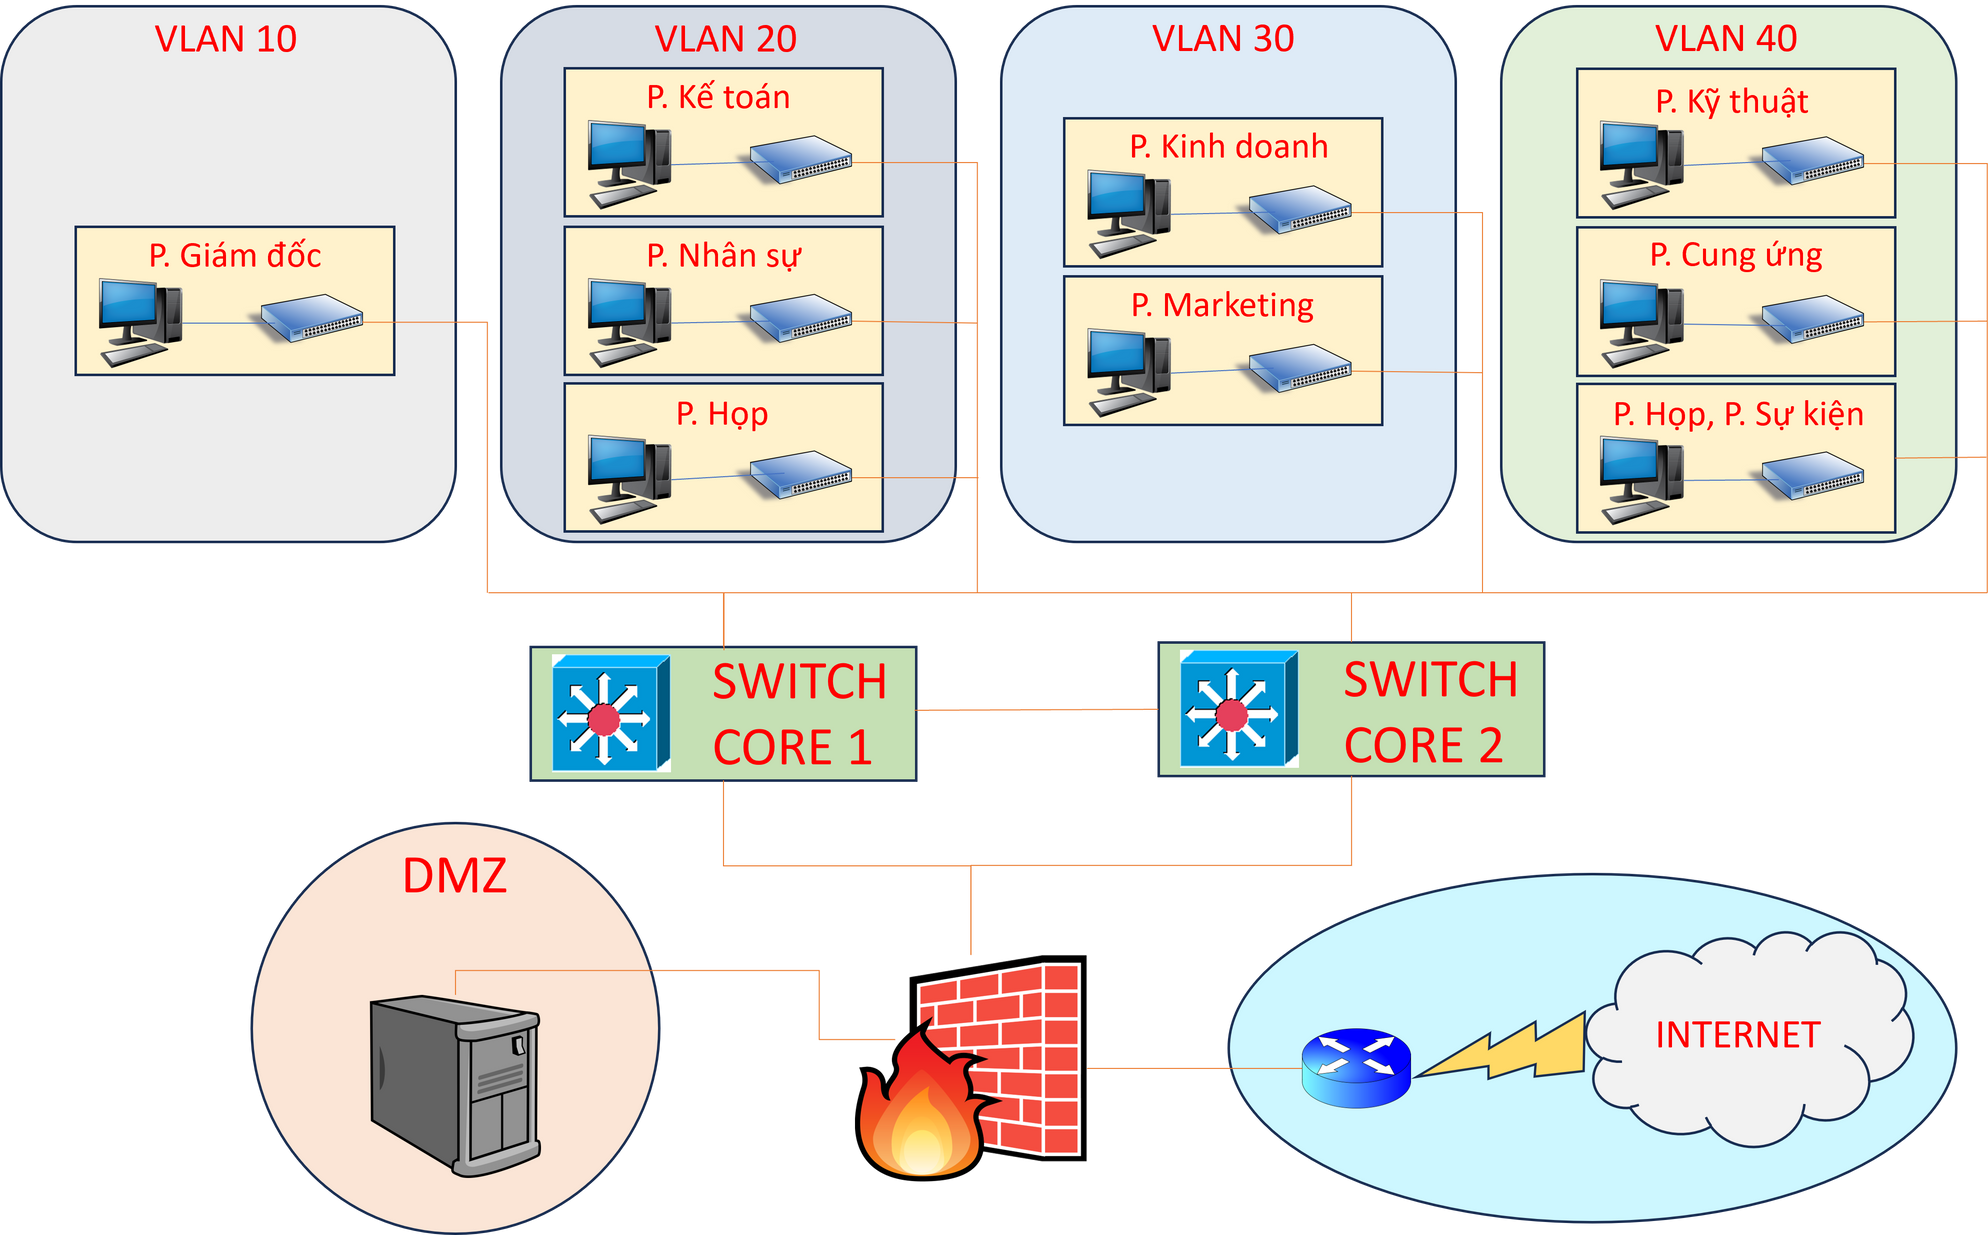 VLAN 10
P. Giám đốc
VLAN 20
P. Kế toán
P. Nhân sự
P. Họp
VLAN 30
P. Kinh doanh
P. Marketing
VLAN 40
P. Kỹ thuật
P. Cung ứng
P. Họp, P. Sự kiện
SWITCH
CORE 1
SWITCH
CORE 2
DMZ
INTERNET